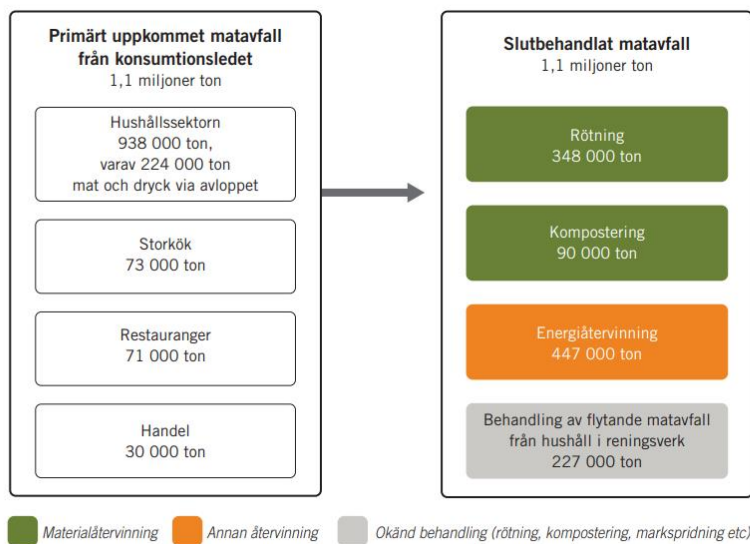 Primärt uppkommet matavfall
från konsumtionsledet
1,1 miljoner ton
Hushållssektorn
938 000 ton,
varav 224 000 ton
mat och dryck via avloppet
Storkök
73 000 ton
Restauranger
71 000 ton
Handel
30 000 ton
Slutbehandlat matavfall
1,1 miljoner ton
Rötning
348 000 ton
Kompostering
90 000 ton
Energiåtervinning
447 000 ton
Behandling av flytande matavfall
från hushåll i reningsverk
227 000 ton
Materialåtervinning
Annan återvinning
Okänd behandling (rötning, kompostering, markspridning etc)